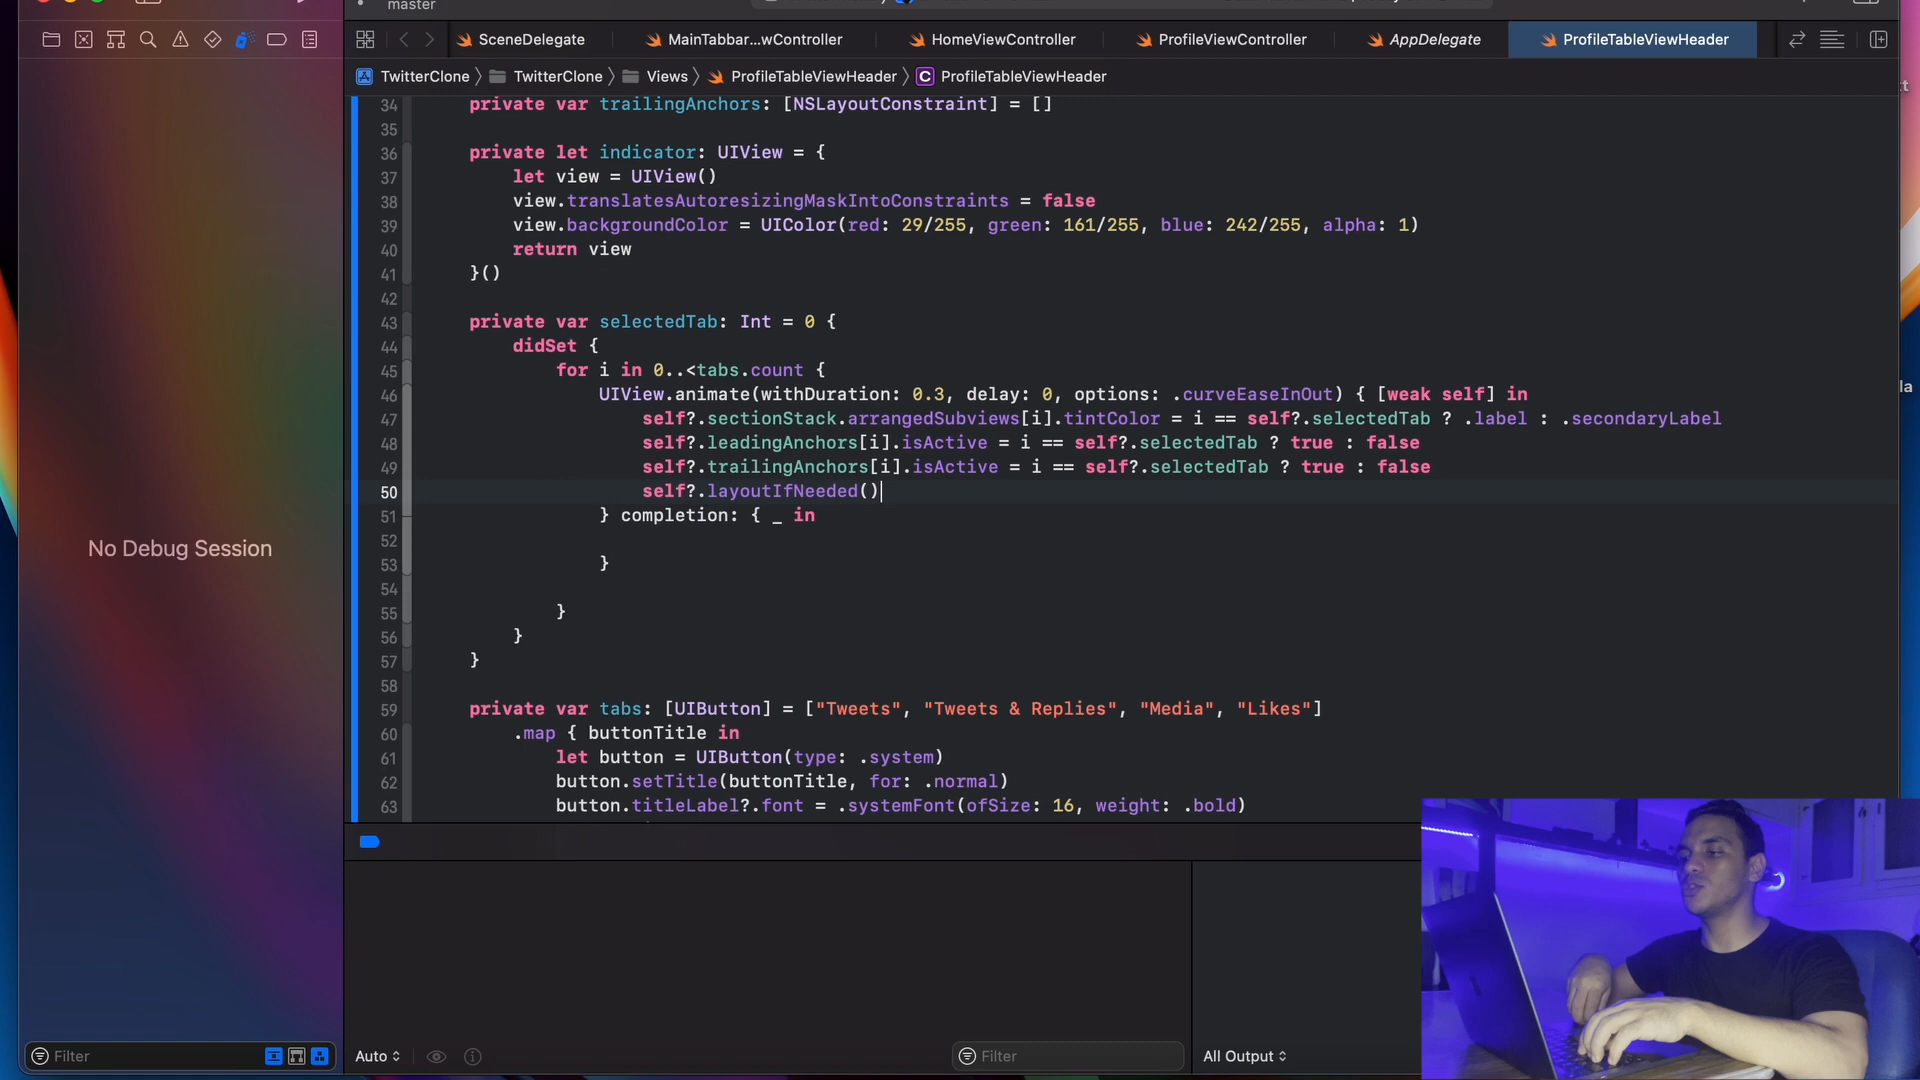 master
SceneDelegate
MainTabbar...wController
HomeViewController
ProfileViewController
AppDelegate
ProfileTableViewHeader
TwitterClone
TwitterClone
Views
ProfileTableViewHeader
C
ProfileTableViewHeader
34 private var trailingAnchors: [NSLayoutConstraint] = []
35
36 private let indicator: UIView = {
37 let view = UIView()
38 view.translatesAutoresizingMaskIntoConstraints = false
39 view.backgroundColor = UIColor(red: 29/255, green: 161/255, blue: 242/255, alpha: 1)
40 return view
41 }()
42
43 private var selectedTab: Int = 0 {
44 didSet {
45 for i in 0..<tabs.count {
46 UIView.animate(withDuration: 0.3, delay: 0, options: .curveEaseInOut) { [weak self] in
47 self?.sectionStack.arrangedSubviews[i].tintColor = i == self?.selectedTab ? .label : .secondaryLabel
48 self?.leadingAnchors[i].isActive = i == self?.selectedTab ? true : false
49 self?.trailingAnchors[i].isActive = i == self?.selectedTab ? true : false
50 self?.layoutIfNeeded()
51 } completion: { _ in
52
53 }
54
55 }
56 }
57 }
58
59 private var tabs: [UIButton] = ["Tweets", "Tweets & Replies", "Media", "Likes"]
60 .map { buttonTitle in
61 let button = UIButton(type: .system)
62 button.setTitle(buttonTitle, for: .normal)
63 button.titleLabel?.font = .systemFont(ofSize: 16, weight: .bold)
No Debug Session
Filter
Auto
Filter
All Output